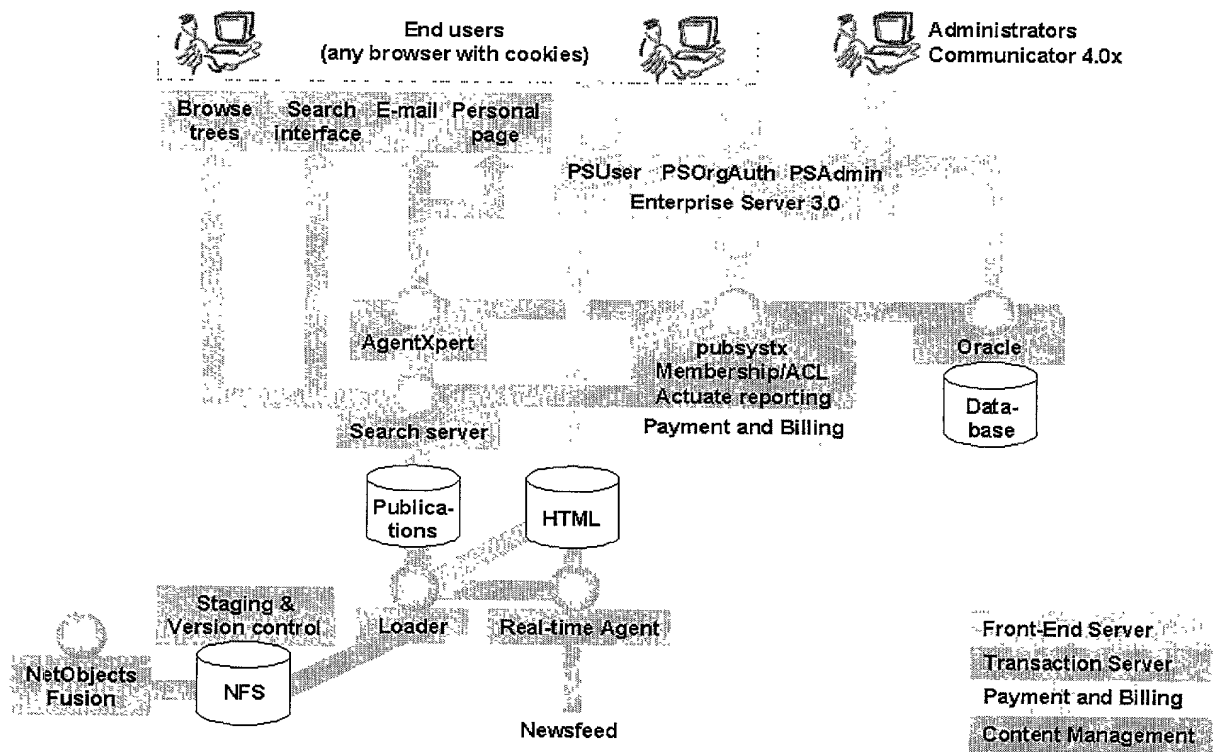 End users
(any browser with cookies)
Administrators
Communicator 4.0x
Browse
trees
Search
interface
E-mail
Personal
page
PSUser PSOrgAuth PSAdmin
Enterprise Server 3.0
AgentXpert
pubsystx
Membership/ACL
Actuate reporting
Payment and Billing
Oracle
Data-
base
Search server
Publica-
tions
HTML
Staging &
Version control
Loader
Real-time Agent
NetObjects
Fusion
NFS
Newsfeed
Front-End Server
Transaction Server
Payment and Billing
Content Management